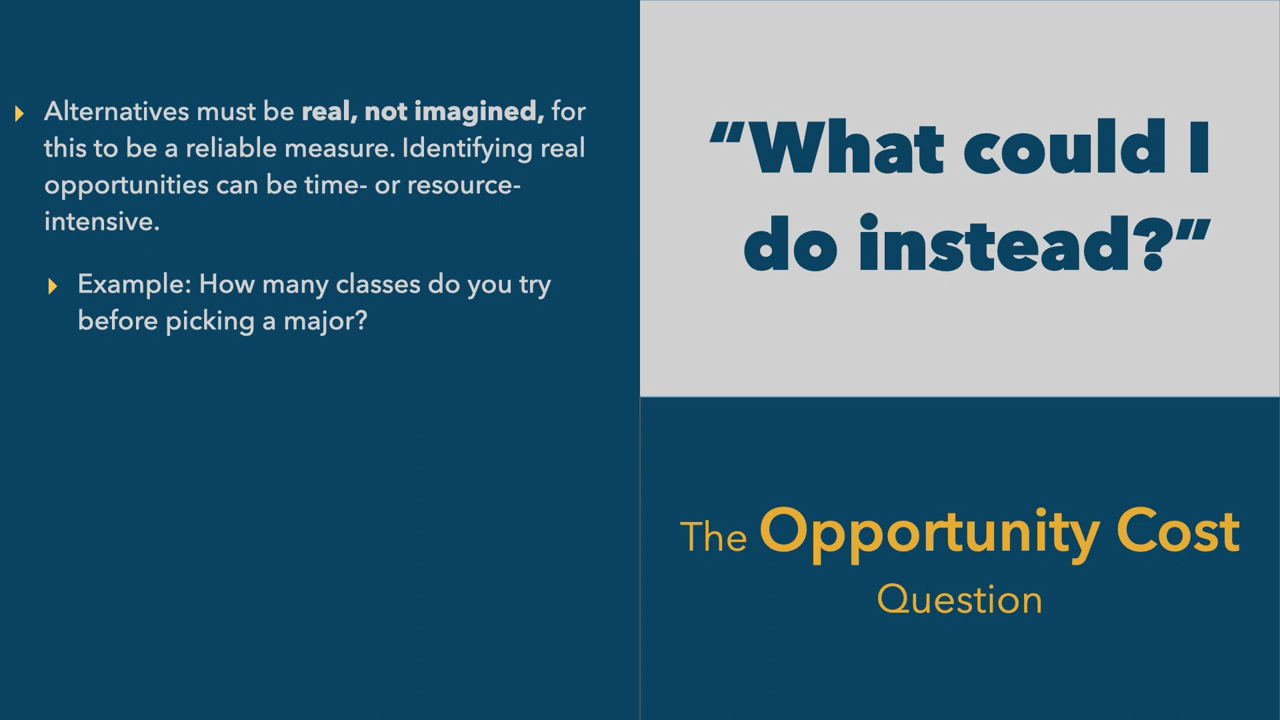 Alternatives must be real, not imagined, for
this to be a reliable measure. Identifying real
opportunities can be time- or resource-
intensive.
Example: How many classes do you try
before picking a major?
“What could I
do instead?”
The Opportunity Cost
Question